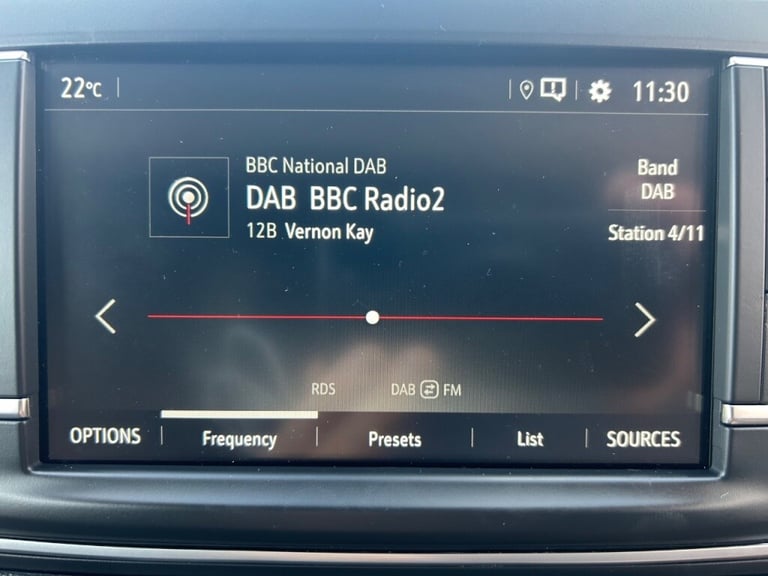 22°C 11:30
BBC National DAB
DAB BBC Radio2
12B Vernon Kay
Band
DAB
Station 4/11
RDS DAB FM
OPTIONS Frequency Presets List SOURCES